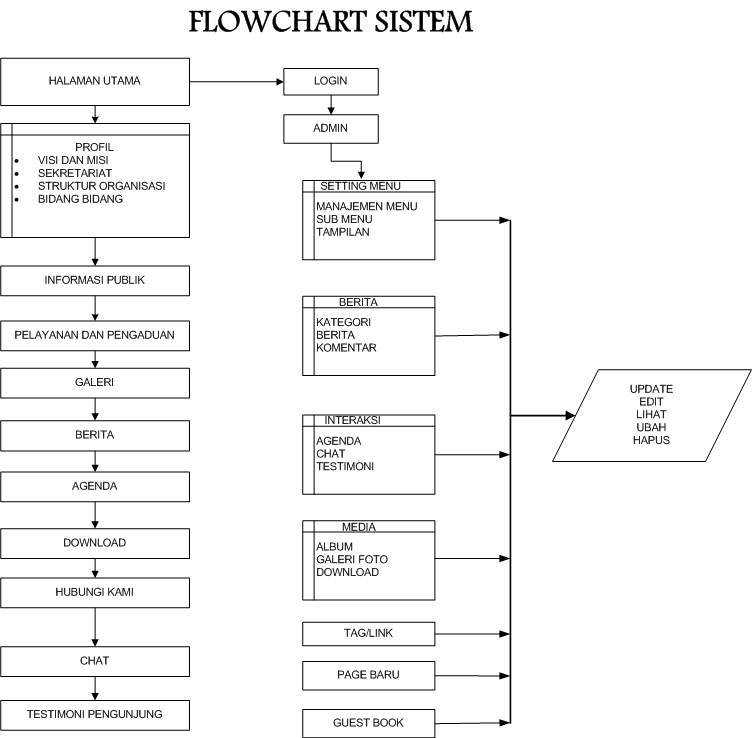 FLOWCHART SISTEM
HALAMAN UTAMA
PROFIL
• VISI DAN MISI
• SEKRETARIAT
• STRUKTUR ORGANISASI
• BIDANG BIDANG
INFORMASI PUBLIK
PELAYANAN DAN PENGADUAN
GALERI
BERITA
AGENDA
DOWNLOAD
HUBUNGI KAMI
CHAT
TESTIMONI PENGUNJUNG
LOGIN
ADMIN
SETTING MENU
MANAJEMEN MENU
SUB MENU
TAMPILAN
BERITA
KATEGORI
BERITA
KOMENTAR
INTERAKSI
AGENDA
CHAT
TESTIMONI
MEDIA
ALBUM
GALERI FOTO
DOWNLOAD
TAG/LINK
PAGE BARU
GUEST BOOK
UPDATE
EDIT
LIHAT
UBAH
HAPUS